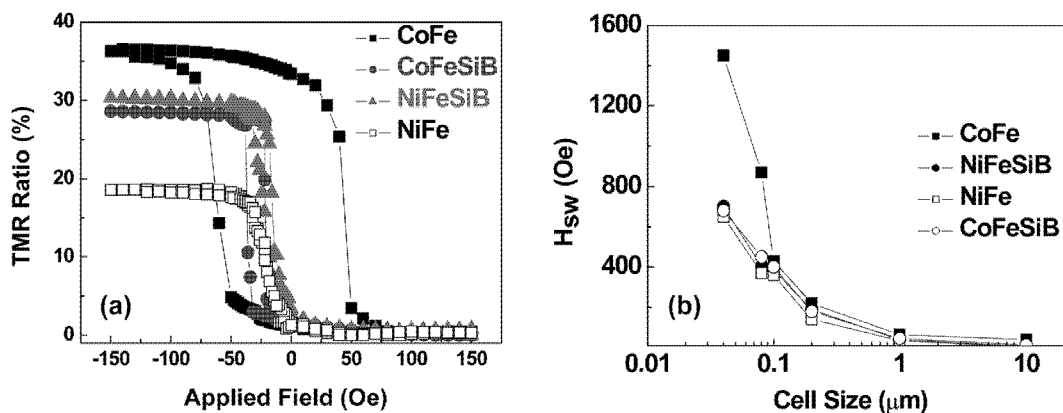 40
30
20
10
0
TMR Ratio (%)
CoFe
CoFeSiB
NiFeSiB
NiFe
(a)
-150 -100 -50 0 50 100 150
Applied Field (Oe)
1600
1200
800
400
0
Hsw (Oe)
CoFe
NiFeSiB
NiFe
CoFeSiB
(b)
0.01 0.1 1 10
Cell Size (μm)